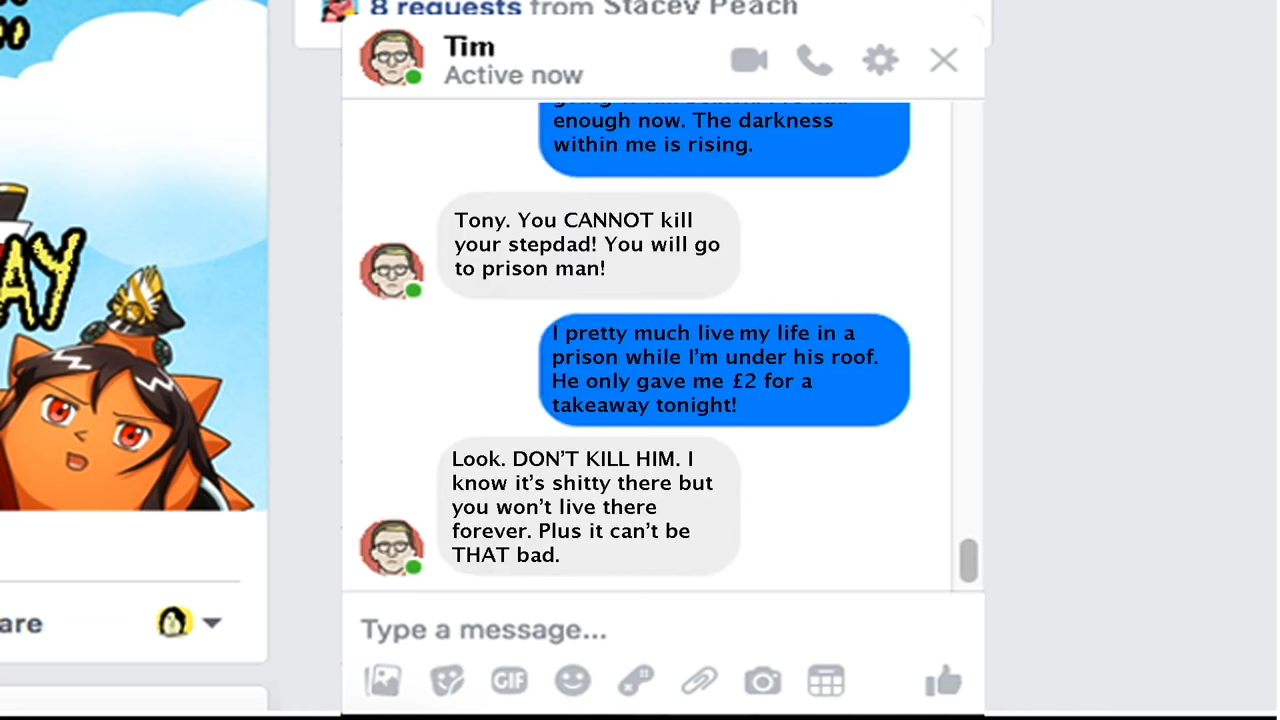 8 requests from Stacey Peach
Tim
Active now
enough now. The darkness
within me is rising.
Tony. You CANNOT kill
your stepdad! You will go
to prison man!
I pretty much live my life in a
prison while I'm under his roof.
He only gave me £2 for a
takeaway tonight!
Look. DON'T KILL HIM. I
know it's shitty there but
you won't live there
forever. Plus it can't be
THAT bad.
Type a message...
GIF
AY
are